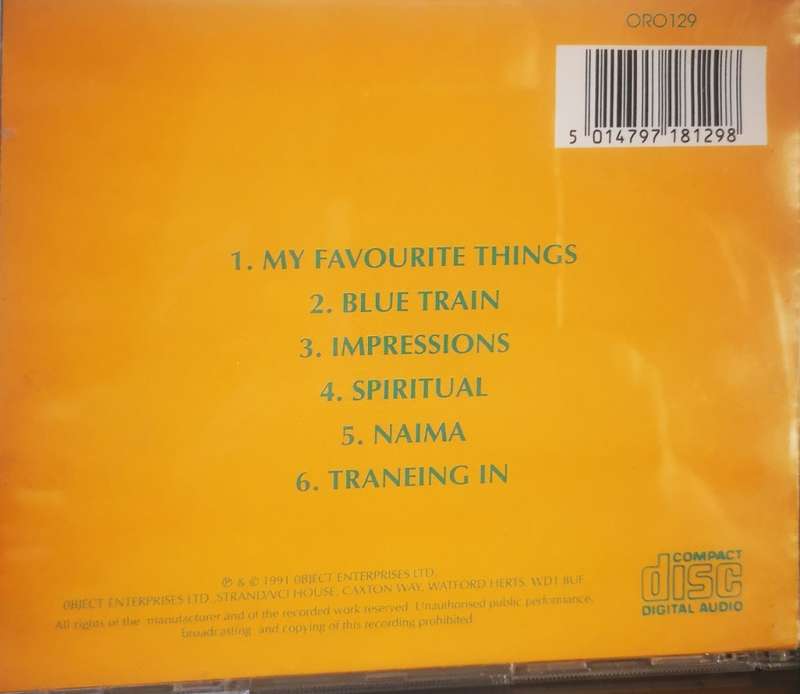 ORO129
5 014797 181298
1. MY FAVOURITE THINGS
2. BLUE TRAIN
3. IMPRESSIONS
4. SPIRITUAL
5. NAIMA
6. TRANEING IN
℗ & © 1991 0BJECT ENTERPRISES LTD,
0BJECT ENTERPRISES LTD.,STRAND/VCI HOUSE, CAXTON WAY, WATFORD HERTS, WD1 8UF
All rights of the manufacturer and of the recorded work reserved. Unauthorised public performance,
broadcasting and copying of this recording prohibited
COMPACT
disc
DIGITAL AUDIO